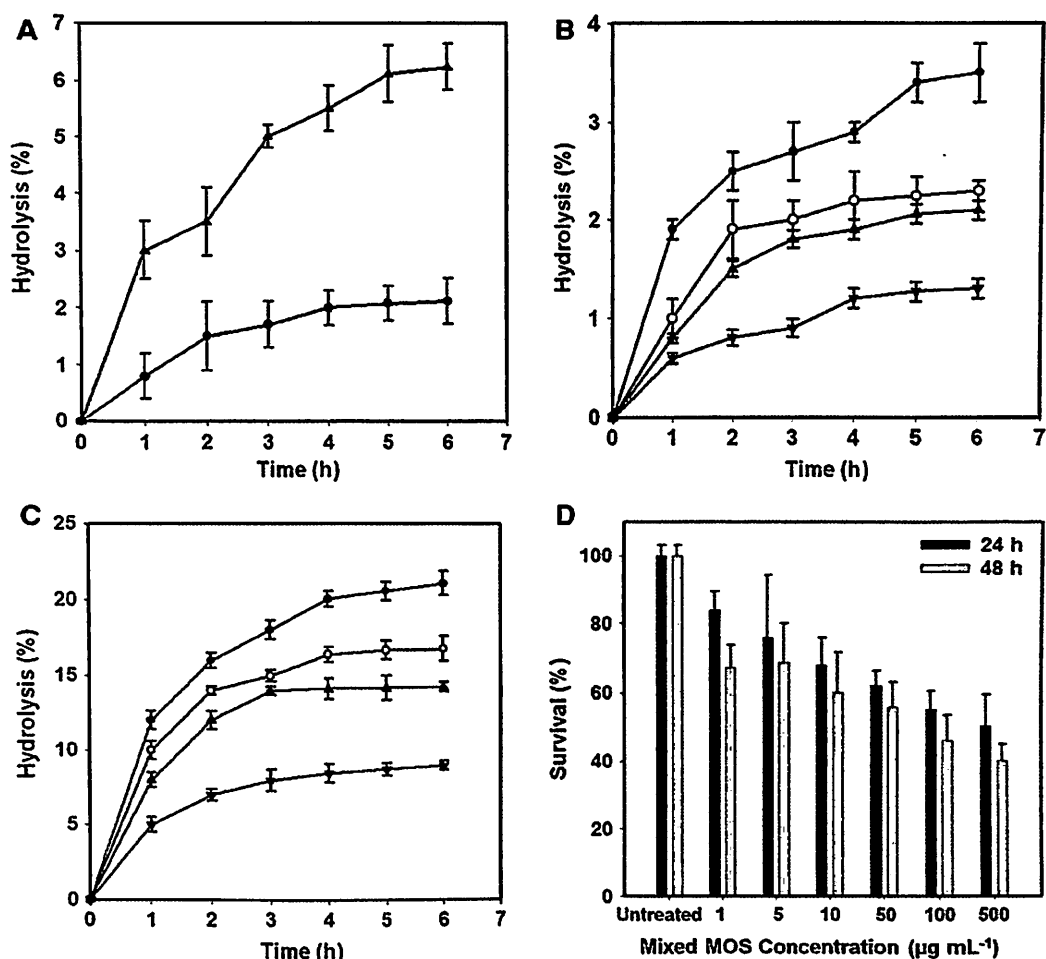 A
7
6
5
4
3
2
1
0
Hydrolysis (%)
0 1 2 3 4 5 6 7
Time (h)
B
4
3
2
1
0
Hydrolysis (%)
0 1 2 3 4 5 6 7
Time (h)
C
25
20
15
10
5
0
Hydrolysis (%)
0 1 2 3 4 5 6 7
Time (h)
D
24 h
48 h
100
80
60
40
20
0
Survival (%)
Untreated 1 5 10 50 100 500
Mixed MOS Concentration (µg mL⁻¹)